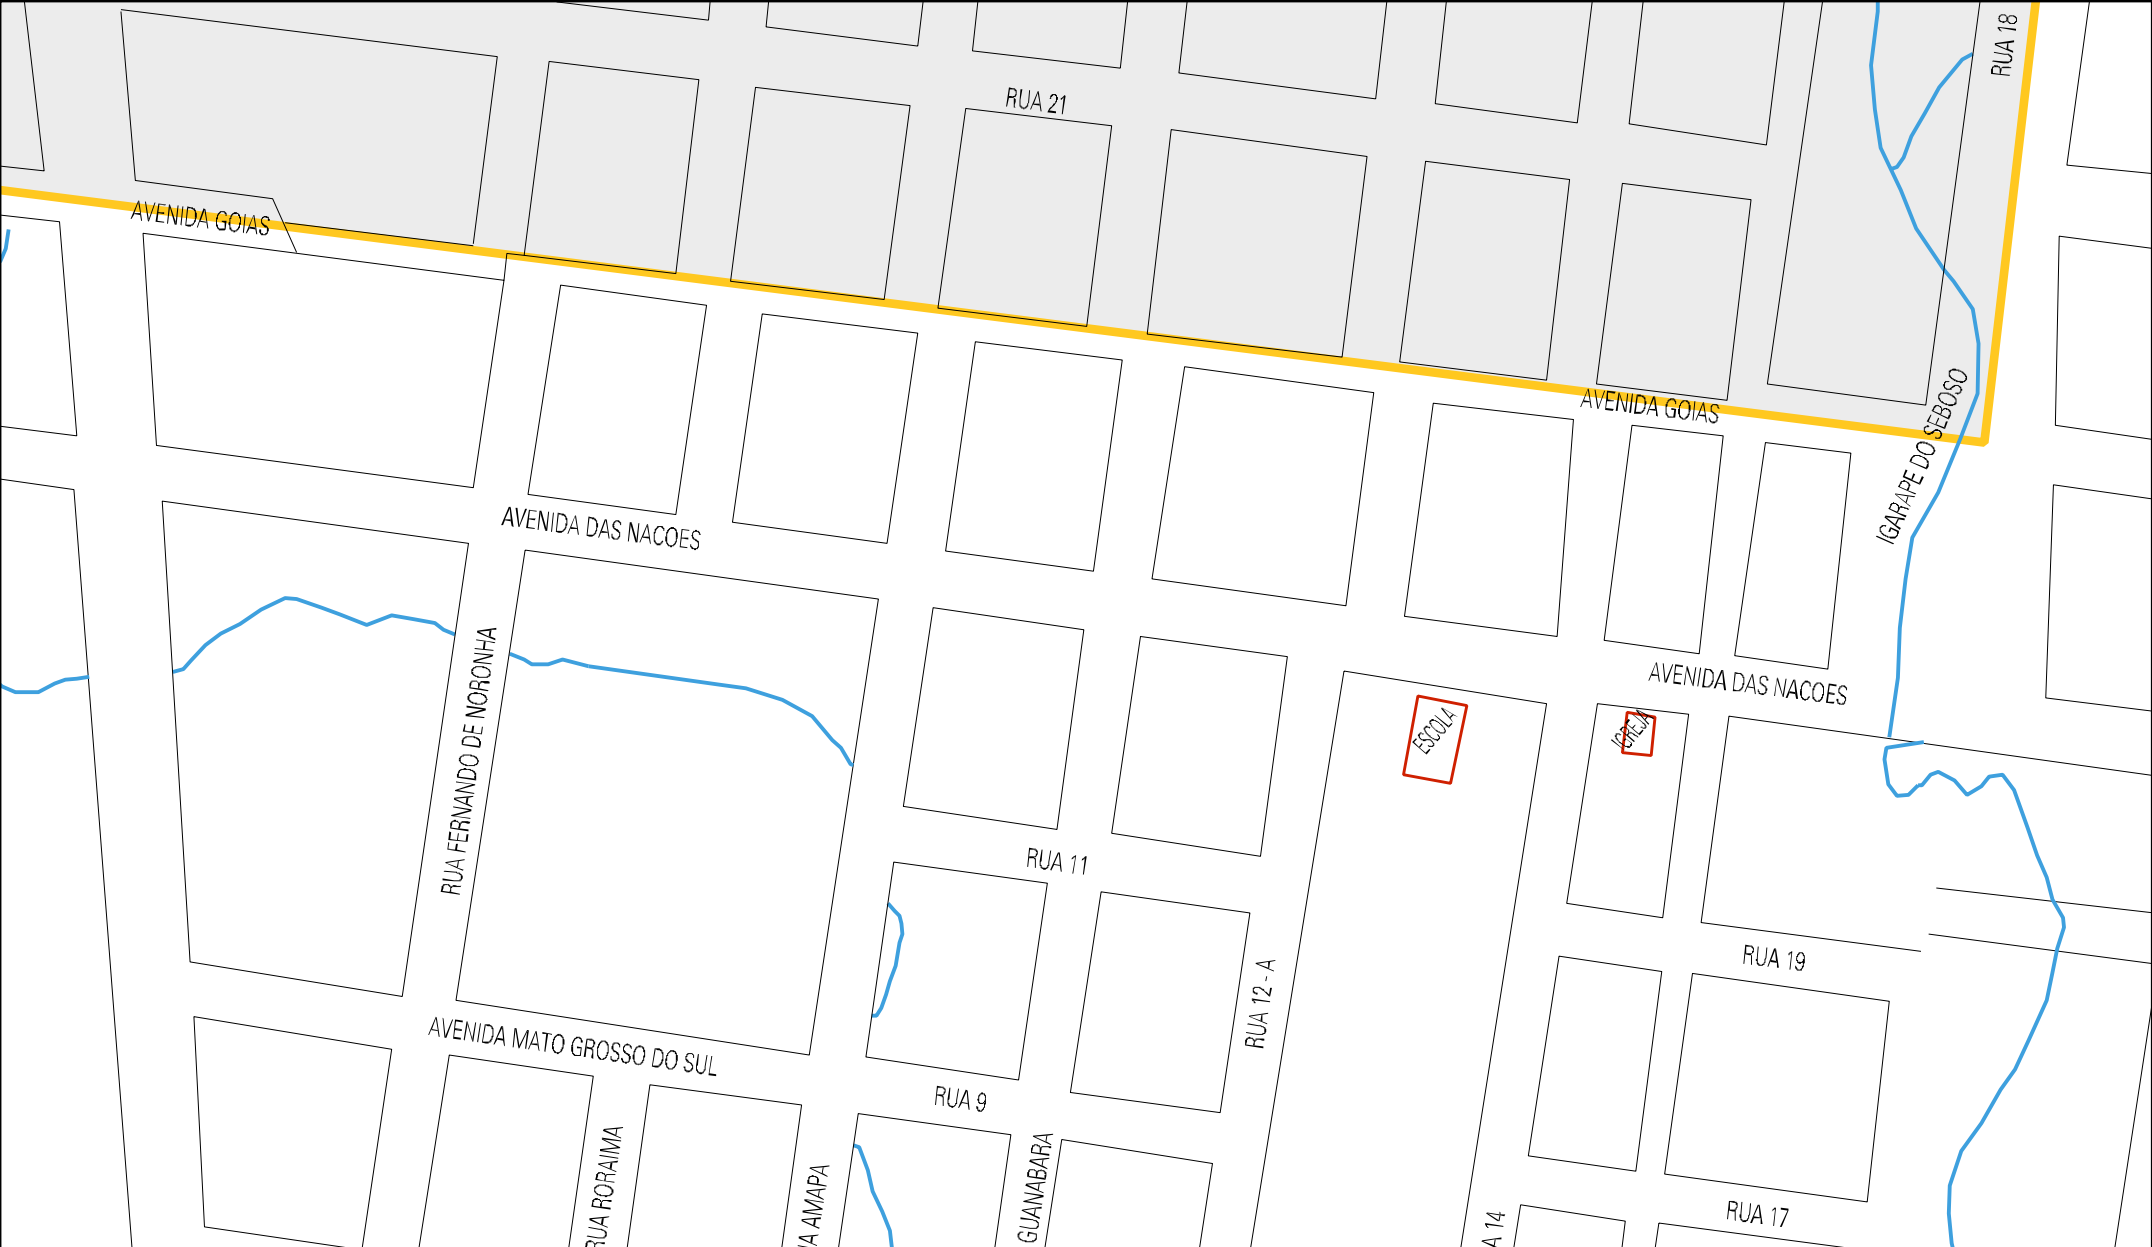 RUA 18
RUA 21
AVENIDA GOIAS
AVENIDA GOIAS
IGARAPE DO SEBOSO
AVENIDA DAS NACOES
AVENIDA DAS NACOES
ESCOLA
IGREJA
RUA FERNANDO DE NORONHA
RUA 11
RUA 19
RUA 12 - A
AVENIDA MATO GROSSO DO SUL
RUA 9
RUA RORAIMA
A AMAPA
GUANABARA
A 14
RUA 17